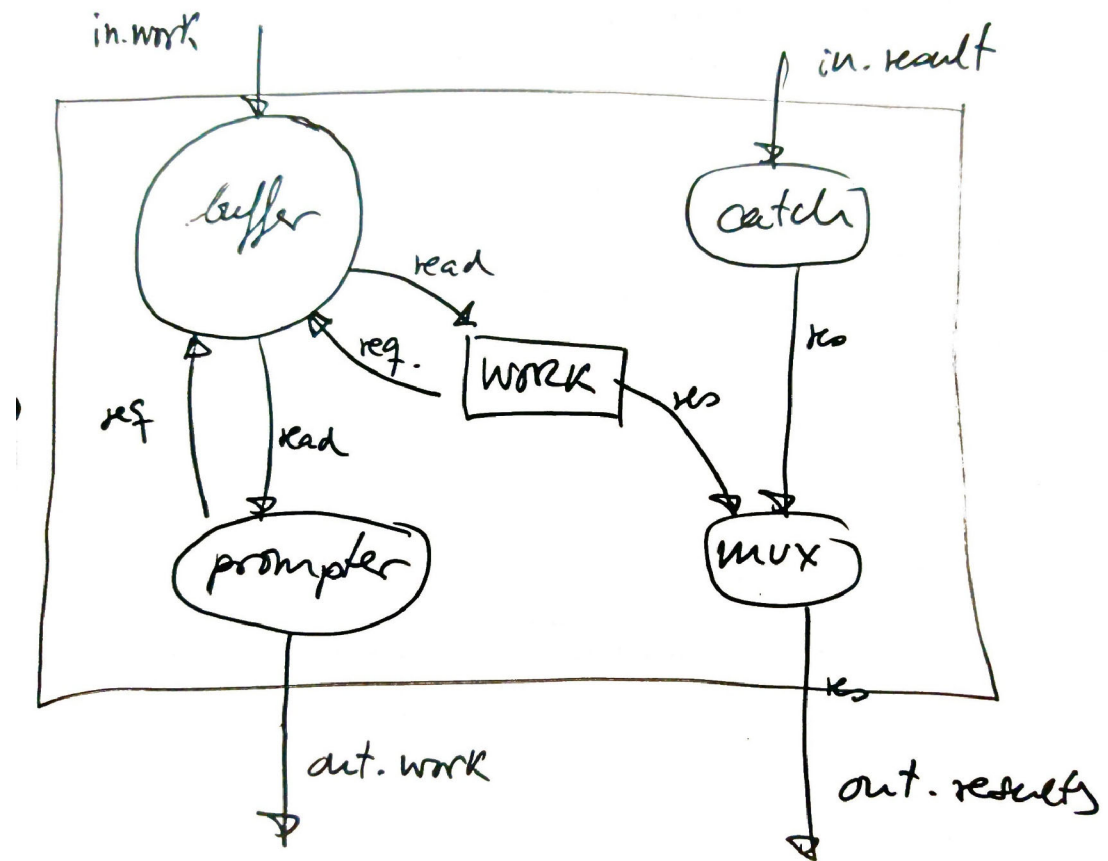 in.work
in.result
buffer
catch
read
req.
WORK
res
res
req
read
prompter
mux
res
out.work
out.results